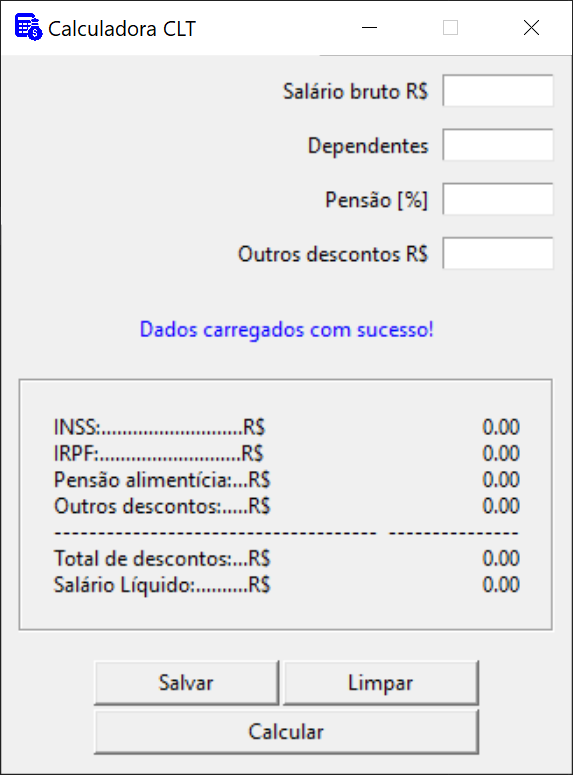 Calculadora CLT
Salário bruto R$
Dependentes
Pensão [%]
Outros descontos R$
Dados carregados com sucesso!
INSS:...........................R$ 0.00
IRPF:...........................R$ 0.00
Pensão alimentícia:...R$ 0.00
Outros descontos:.....R$ 0.00
------------------------------------- ---------------
Total de descontos:...R$ 0.00
Salário Líquido:..........R$ 0.00
Salvar Limpar
Calcular